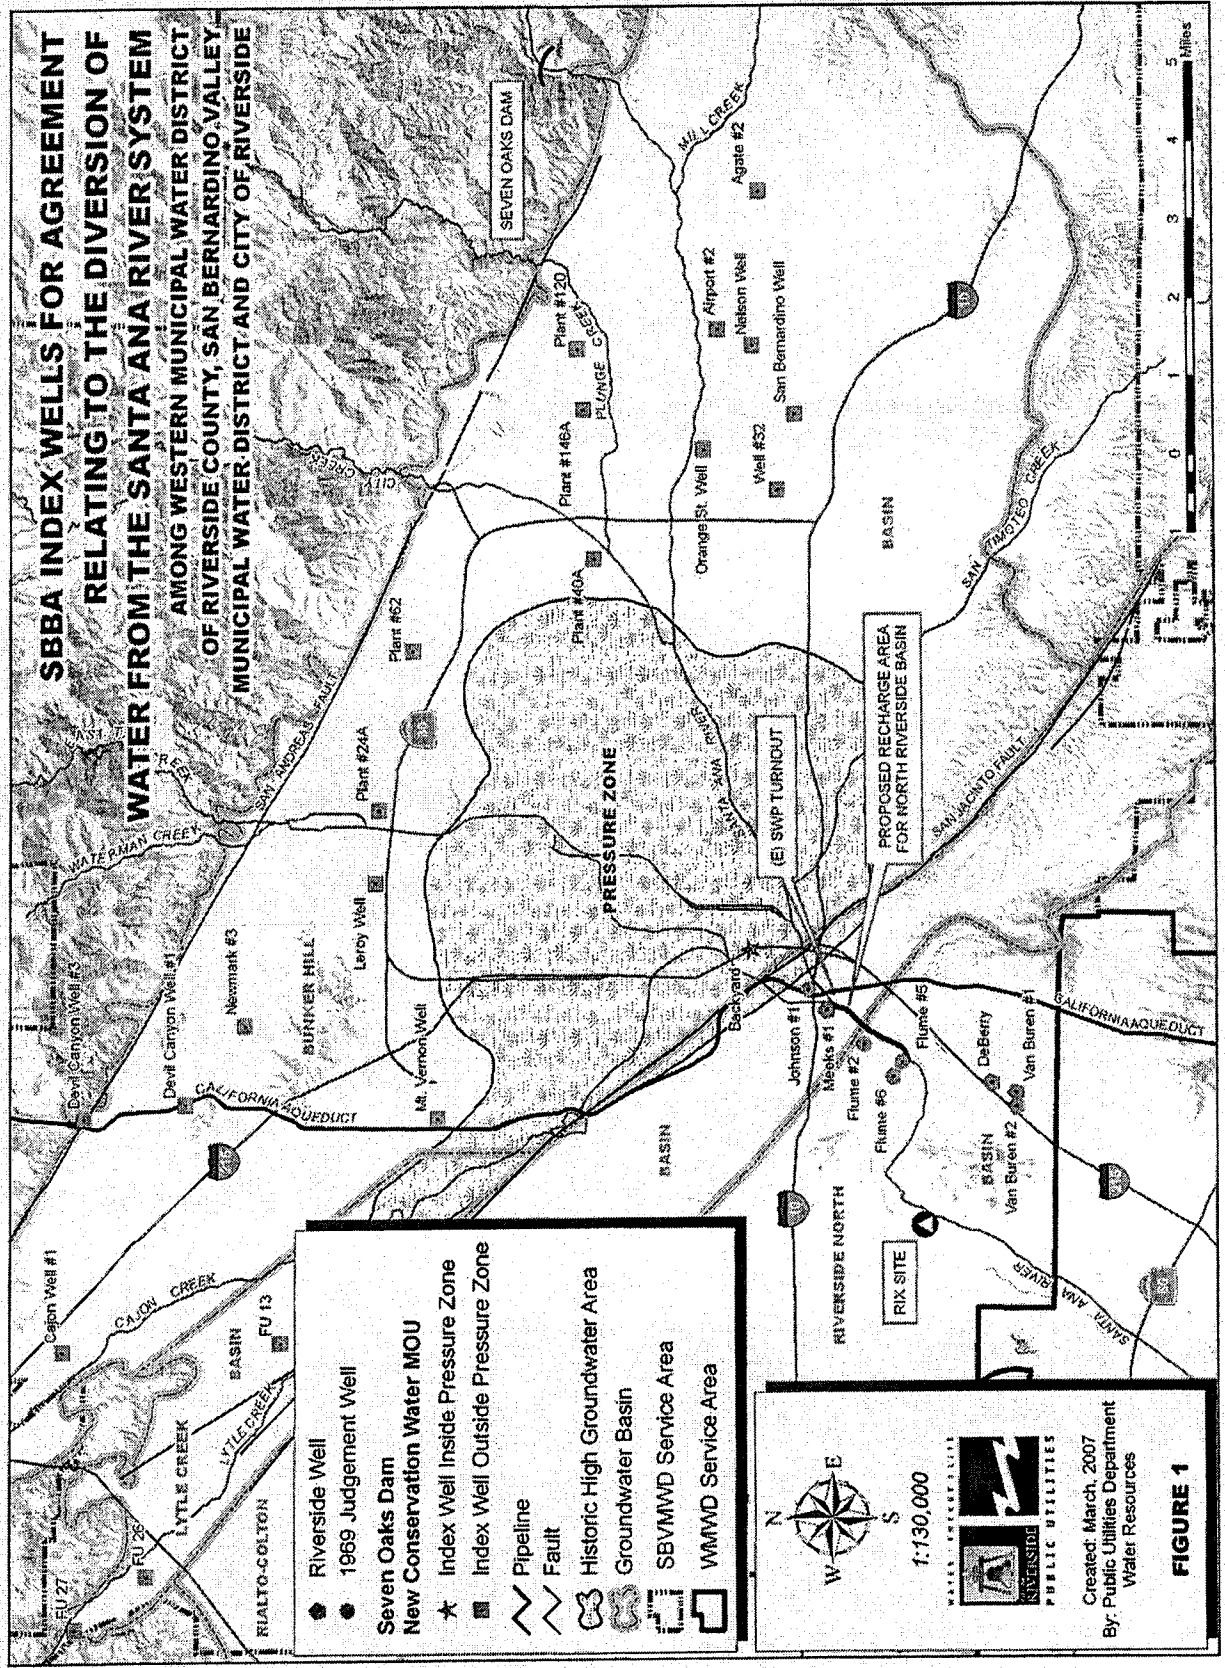 SBBA INDEX WELLS FOR AGREEMENT
RELATING TO THE DIVERSION OF
WATER FROM THE SANTA ANA RIVER SYSTEM
AMONG WESTERN MUNICIPAL WATER DISTRICT
OF RIVERSIDE COUNTY, SAN BERNARDINO VALLEY
MUNICIPAL WATER DISTRICT AND CITY OF RIVERSIDE
SEVEN OAKS DAM
MILL CREEK
Agate #2
Airport #2
Nelson Well
San Bernardino Well
Well #32
Orange St. Well
Plant #120
PLUNGE CREEK
Plant #146A
CITY CREEK
Plant #40A
Plant #62
Plant #24A
SAN ANDREAS FAULT
WATERMAN CREEK
Leroy Well
Newmark #3
BUNKER HILL
BASIN
Devil Canyon Well #3
Devil Canyon Well #1
CALIFORNIA AQUEDUCT
Mt. Vernon Well
PRESSURE ZONE
SANTA ANA RIVER
(E) SWP TURNOUT
PROPOSED RECHARGE AREA
FOR NORTH RIVERSIDE BASIN
SAN TIMOTEO CREEK
SAN JACINTO FAULT
Backyard
Johnson #1
Meeks #1
Flume #2
Flume #6
Flume #5
DeBerry
Van Buren #1
Van Buren #2
CALIFORNIA AQUEDUCT
BASIN
RIVERSIDE NORTH
BASIN
RIX SITE
SANTA ANA RIVER
Cajon Well #1
CAJON CREEK
FU 13
BASIN
LYTLE CREEK
LYTLE CREEK
FU 26
FU 27
RIALTO-COLTON
Riverside Well
1969 Judgement Well
Seven Oaks Dam
New Conservation Water MOU
Index Well Inside Pressure Zone
Index Well Outside Pressure Zone
Pipeline
Fault
Historic High Groundwater Area
Groundwater Basin
SBVMWD Service Area
WMWD Service Area
N
W E
S
1:130,000
RIVERSIDE
PUBLIC UTILITIES
Created: March, 2007
By: Public Utilities Department
Water Resources
FIGURE 1
1 0 1 2 3 4 5
Miles